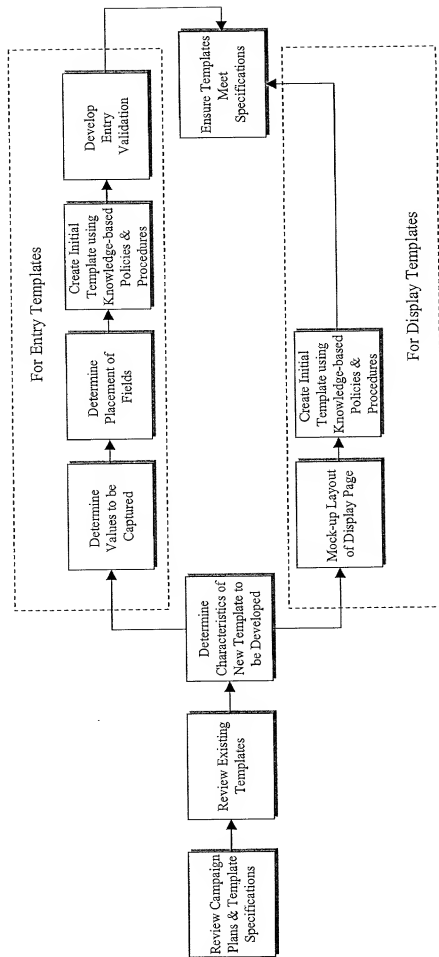 Review Campaign
Plans & Template
Specifications
Review Existing
Templates
Determine
Characteristics of
New Template to
be Developed
For Entry Templates
Determine
Values to be
Captured
Determine
Placement of
Fields
Create Initial
Template using
Knowledge-based
Policies &
Procedures
Develop
Entry
Validation
Mock-up Layout
of Display Page
Create Initial
Template using
Knowledge-based
Policies &
Procedures
For Display Templates
Ensure Templates
Meet
Specifications